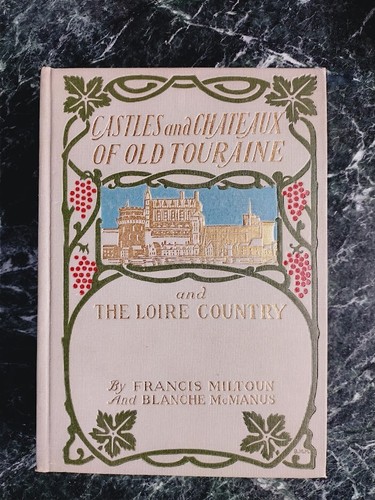 CASTLES and CHATEAUX
OF OLD TOURAINE
and
THE LOIRE COUNTRY
By FRANCIS MILTOUN
And BLANCHE McMANUS